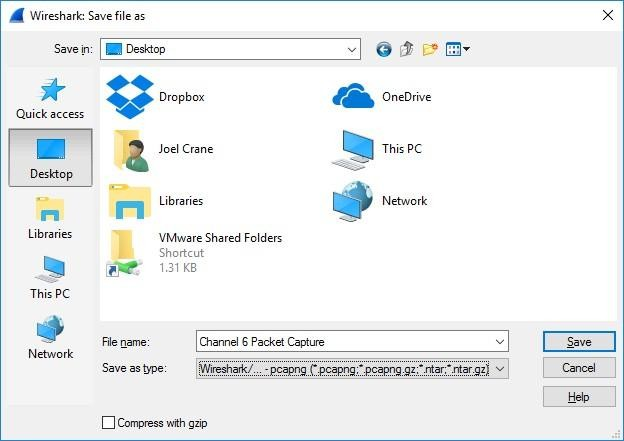 Wireshark: Save file as
Save in: Desktop
Quick access
Desktop
Libraries
This PC
Network
Dropbox
OneDrive
Joel Crane
This PC
Libraries
Network
VMware Shared Folders
Shortcut
1.31 KB
File name: Channel 6 Packet Capture
Save
Save as type: Wireshark/... - pcapng (*.pcapng;*.pcapng.gz;*.ntar;*.ntar.gz)
Cancel
Help
Compress with gzip